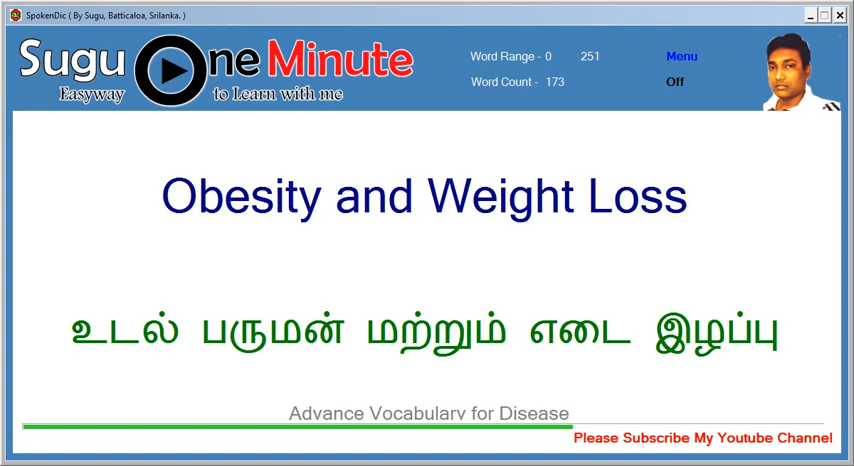 SpokenDic ( By Sugu, Batticaloa, Srilanka. )
Sugu One Minute
Easyway to Learn with me
Word Range - 0 251
Menu
Word Count - 173
Off
Obesity and Weight Loss
உடல் பருமன் மற்றும் எடை இழப்பு
Advance Vocabulary for Disease
Please Subscribe My Youtube Channel